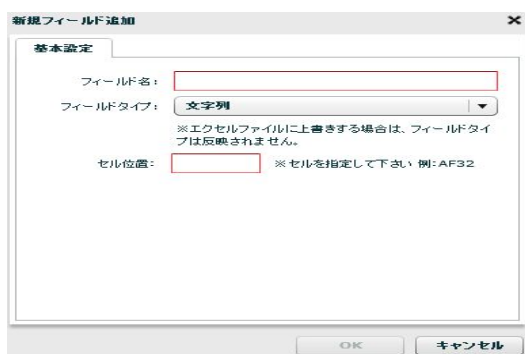 新規フィールド追加
基本設定
フィールド名:
フィールドタイプ: 文字列
※エクセルファイルに上書きする場合は、フィールドタイ
プは反映されません。
セル位置: ※セルを指定して下さい 例:AF32
OK キャンセル